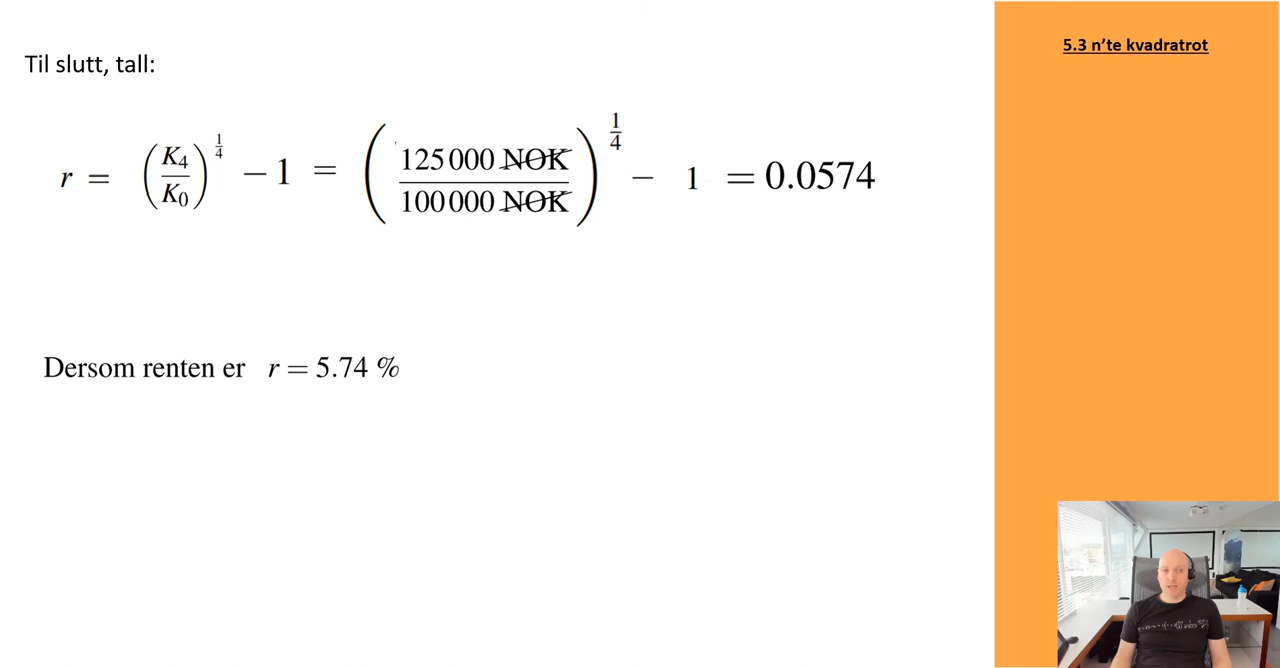 Til slutt, tall:
r = (K₄/K₀)^(1/4) − 1 = (125 000 NOK/100 000 NOK)^(1/4) − 1 = 0.0574
Dersom renten er r = 5.74 %
5.3 n’te kvadratrot